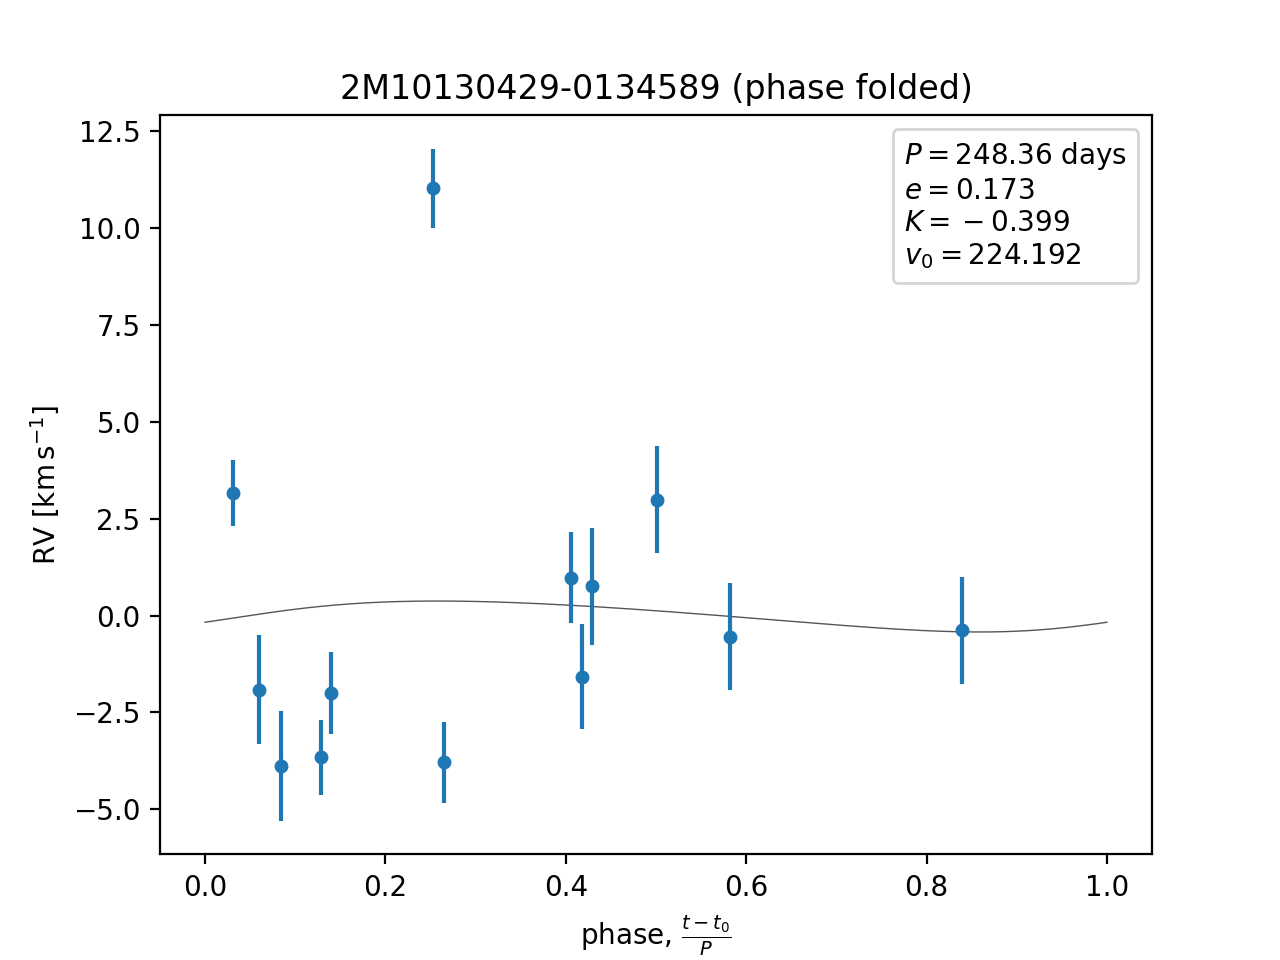 2M10130429-0134589 (phase folded)
P = 248.36 days
e = 0.173
K = −0.399
v₀ = 224.192
12.5
10.0
7.5
5.0
2.5
0.0
−2.5
−5.0
RV [km s⁻¹]
0.0 0.2 0.4 0.6 0.8 1.0
phase, (t − t₀)/P